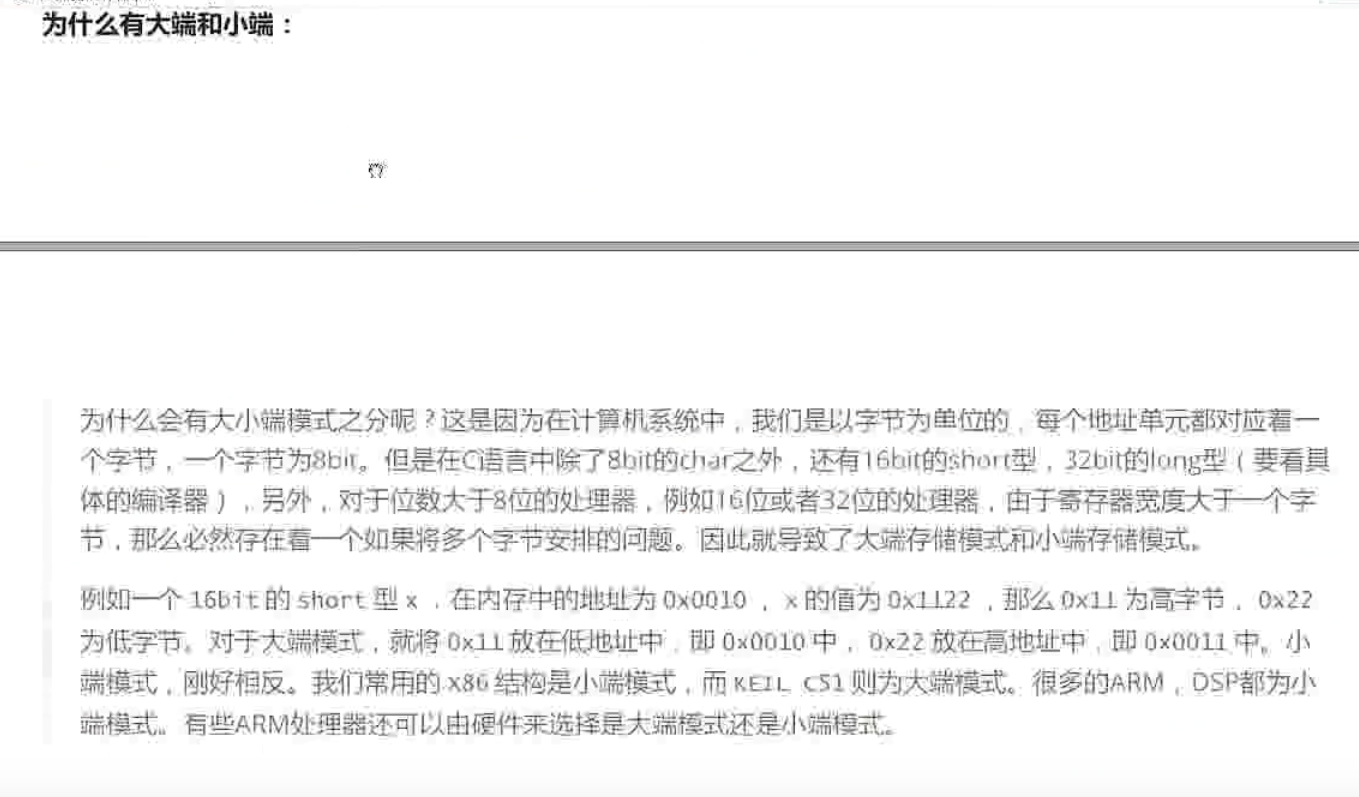 为什么有大端和小端：
为什么会有大小端模式之分呢？这是因为在计算机系统中，我们是以字节为单位的，每个地址单元都对应着一
个字节，一个字节为8bit。但是在C语言中除了8bit的char之外，还有16bit的short型，32bit的long型（要看具
体的编译器），另外，对于位数大于8位的处理器，例如16位或者32位的处理器，由于寄存器宽度大于一个字
节，那么必然存在着一个如果将多个字节安排的问题。因此就导致了大端存储模式和小端存储模式。
例如一个 16bit 的 short 型 x ，在内存中的地址为 0x0010 ， x 的值为 0x1122 ，那么 0x11 为高字节， 0x22
为低字节。对于大端模式，就将 0x11 放在低地址中，即 0x0010 中， 0x22 放在高地址中，即 0x0011 中。小
端模式，刚好相反。我们常用的 x86 结构是小端模式，而 KEIL C51 则为大端模式。很多的ARM，DSP都为小
端模式。有些ARM处理器还可以由硬件来选择是大端模式还是小端模式。